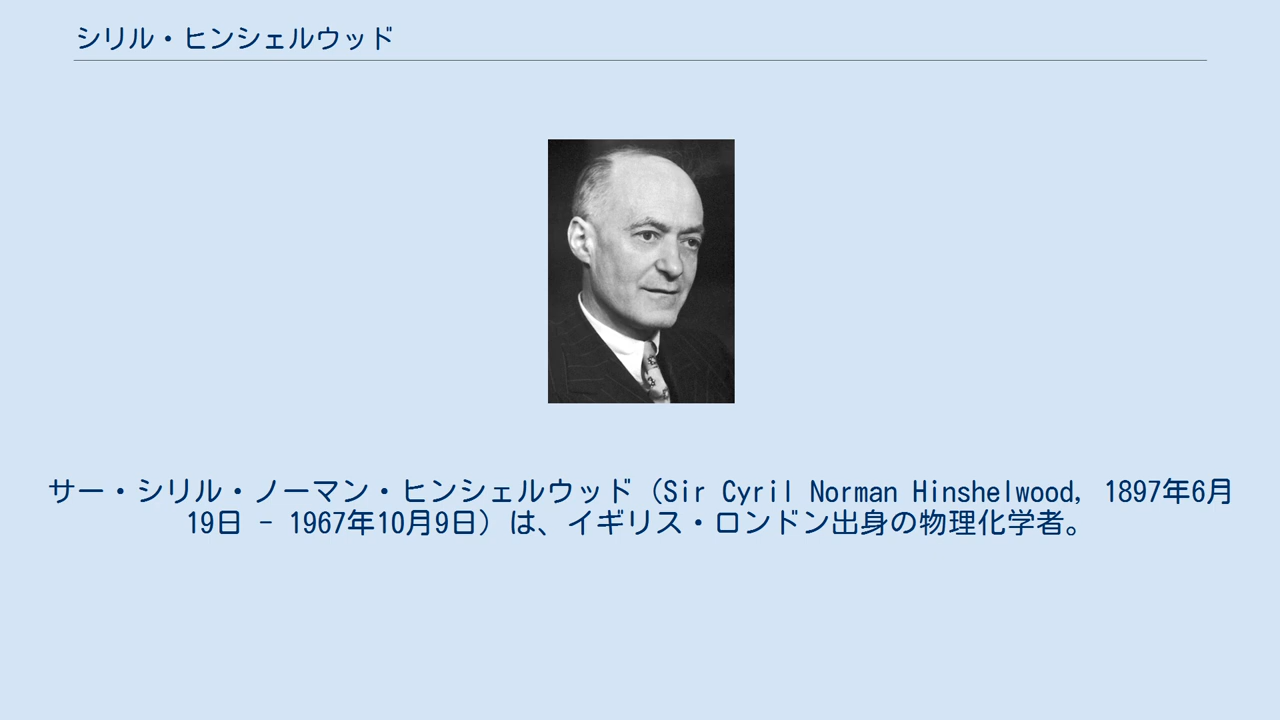 シリル・ヒンシェルウッド
サー・シリル・ノーマン・ヒンシェルウッド（Sir Cyril Norman Hinshelwood, 1897年6月
19日 - 1967年10月9日）は、イギリス・ロンドン出身の物理化学者。